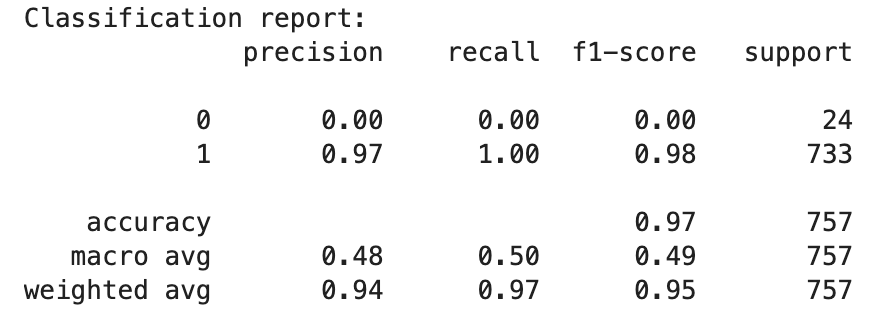 Classification report:
precision recall f1-score support
0 0.00 0.00 0.00 24
1 0.97 1.00 0.98 733
accuracy 0.97 757
macro avg 0.48 0.50 0.49 757
weighted avg 0.94 0.97 0.95 757